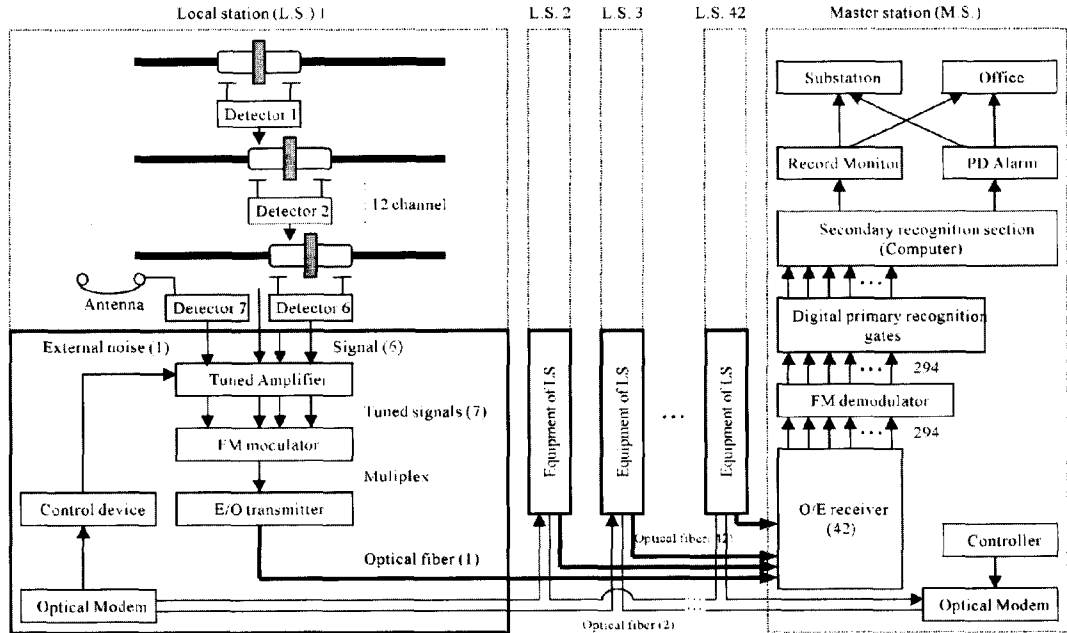 Local station (L.S.) 1
L.S. 2
L.S. 3
L.S. 42
Master station (M.S.)
Detector 1
Detector 2
12 channel
Antenna
Detector 7
Detector 6
External noise (1)
Signal (6)
Tuned Amplifier
Tuned signals (7)
FM moculator
Muliplex
Control device
E/O transmitter
Optical fiber (1)
Optical Modem
Equipment of LS
Equipment of LS
...
Equipment of LS
Optical fiber
Optical fiber (2)
Substation
Office
Record Monitor
PD Alarm
Secondary recognition section
(Computer)
...
Digital primary recognition
gates
...
294
FM demodulator
...
294
O/E receiver
(42)
Controller
Optical Modem